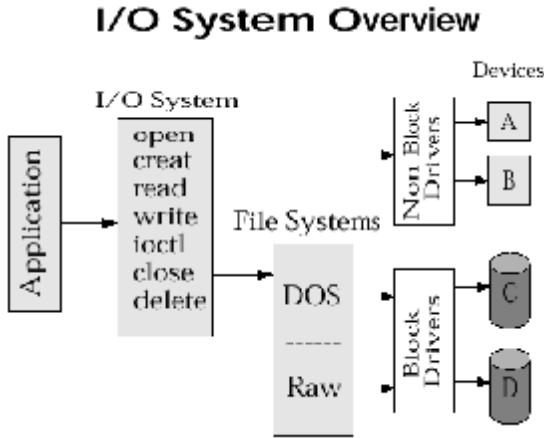 I/O System Overview
Devices
I/O System
open
creat
read
write
ioctl
close
delete
Application
File Systems
DOS
Raw
Non Block
Drivers
Block
Drivers
A
B
C
D